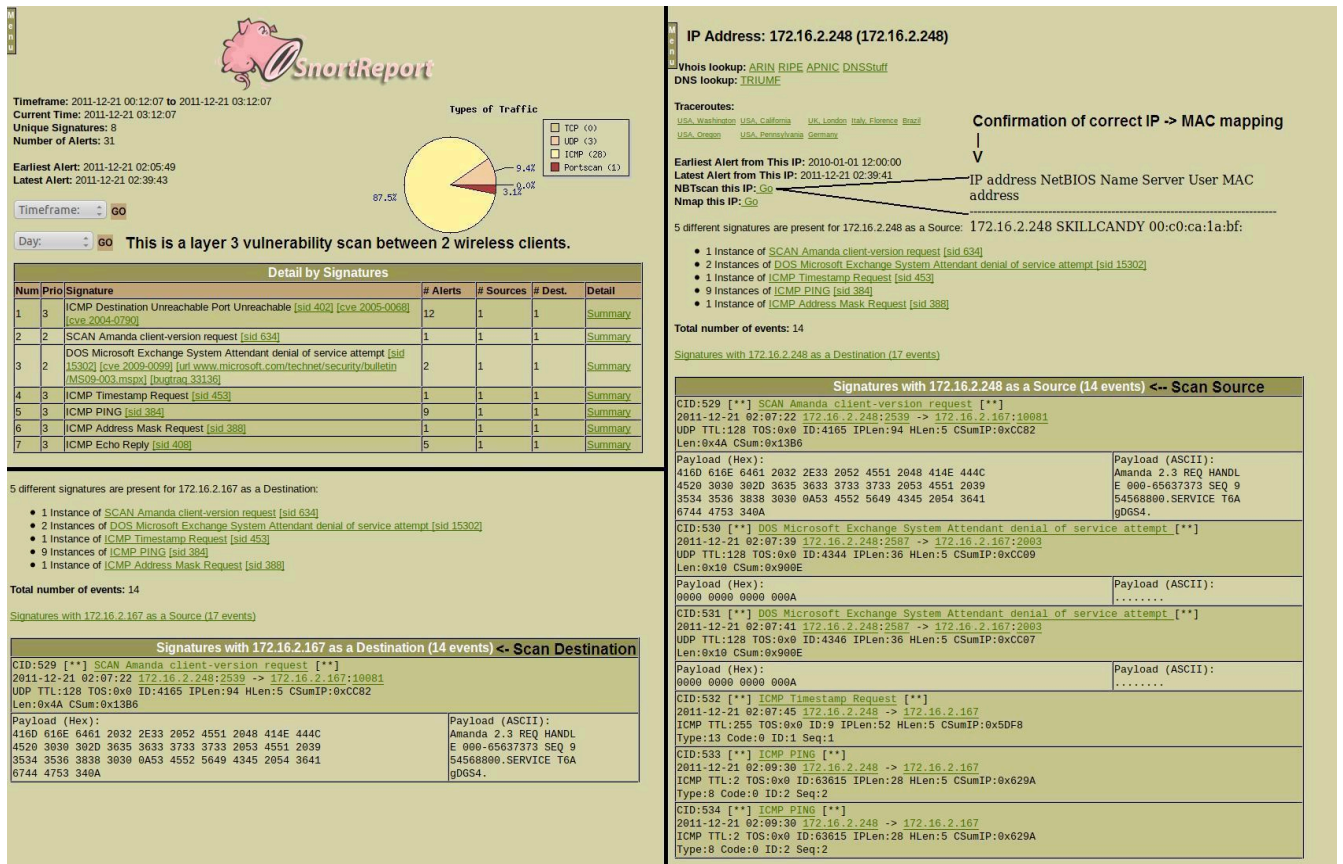 Menu
SnortReport
Timeframe: 2011-12-21 00:12:07 to 2011-12-21 03:12:07
Current Time: 2011-12-21 03:12:07
Unique Signatures: 8
Number of Alerts: 31
Earliest Alert: 2011-12-21 02:05:49
Latest Alert: 2011-12-21 02:39:43
Types of Traffic
TCP (0)
UDP (3)
ICMP (28)
Portscan (1)
9.4%
0.0%
3.1%
87.5%
Timeframe: GO
Day: GO
This is a layer 3 vulnerability scan between 2 wireless clients.
Detail by Signatures
Num Prio Signature # Alerts # Sources # Dest. Detail
1 3 ICMP Destination Unreachable Port Unreachable [sid 402] [cve 2005-0068] 12 1 1 Summary
[cve 2004-0790]
2 2 SCAN Amanda client-version request [sid 634] 1 1 1 Summary
3 2 DOS Microsoft Exchange System Attendant denial of service attempt [sid 2 1 1 Summary
15302] [cve 2009-0099] [url www.microsoft.com/technet/security/bulletin
/MS09-003.mspx] [bugtraq 33136]
4 3 ICMP Timestamp Request [sid 453] 1 1 1 Summary
5 3 ICMP PING [sid 384] 9 1 1 Summary
6 3 ICMP Address Mask Request [sid 388] 1 1 1 Summary
7 3 ICMP Echo Reply [sid 408] 5 1 1 Summary
5 different signatures are present for 172.16.2.167 as a Destination:
1 Instance of SCAN Amanda client-version request [sid 634]
2 Instances of DOS Microsoft Exchange System Attendant denial of service attempt [sid 15302]
1 Instance of ICMP Timestamp Request [sid 453]
9 Instances of ICMP PING [sid 384]
1 Instance of ICMP Address Mask Request [sid 388]
Total number of events: 14
Signatures with 172.16.2.167 as a Source (17 events)
Signatures with 172.16.2.167 as a Destination (14 events) <- Scan Destination
CID:529 [**] SCAN Amanda client-version request [**]
2011-12-21 02:07:22 172.16.2.248:2539 -> 172.16.2.167:10081
UDP TTL:128 TOS:0x0 ID:4165 IPLen:94 HLen:5 CSumIP:0xCC82
Len:0x4A CSum:0x13B6
Payload (Hex): Payload (ASCII):
416D 616E 6461 2032 2E33 2052 4551 2048 414E 444C Amanda 2.3 REQ HANDL
4520 3030 302D 3635 3633 3733 3733 2053 4551 2039 E 000-65637373 SEQ 9
3534 3536 3838 3030 0A53 4552 5649 4345 2054 3641 54568800.SERVICE T6A
6744 4753 340A gDGS4.
Menu
IP Address: 172.16.2.248 (172.16.2.248)
Whois lookup: ARIN RIPE APNIC DNSStuff
DNS lookup: TRIUMF
Traceroutes:
USA, Washington USA, California UK, London Italy, Florence Brazil
USA, Oregon USA, Pennsylvania Germany
Confirmation of correct IP -> MAC mapping
|
V
Earliest Alert from This IP: 2010-01-01 12:00:00
Latest Alert from This IP: 2011-12-21 02:39:41
NBTscan this IP: Go
Nmap this IP: Go
IP address NetBIOS Name Server User MAC
address
------------------------------------------------------------------------------
172.16.2.248 SKILLCANDY 00:c0:ca:1a:bf:
5 different signatures are present for 172.16.2.248 as a Source:
1 Instance of SCAN Amanda client-version request [sid 634]
2 Instances of DOS Microsoft Exchange System Attendant denial of service attempt [sid 15302]
1 Instance of ICMP Timestamp Request [sid 453]
9 Instances of ICMP PING [sid 384]
1 Instance of ICMP Address Mask Request [sid 388]
Total number of events: 14
Signatures with 172.16.2.248 as a Destination (17 events)
Signatures with 172.16.2.248 as a Source (14 events) <-- Scan Source
CID:529 [**] SCAN Amanda client-version request [**]
2011-12-21 02:07:22 172.16.2.248:2539 -> 172.16.2.167:10081
UDP TTL:128 TOS:0x0 ID:4165 IPLen:94 HLen:5 CSumIP:0xCC82
Len:0x4A CSum:0x13B6
Payload (Hex): Payload (ASCII):
416D 616E 6461 2032 2E33 2052 4551 2048 414E 444C Amanda 2.3 REQ HANDL
4520 3030 302D 3635 3633 3733 3733 2053 4551 2039 E 000-65637373 SEQ 9
3534 3536 3838 3030 0A53 4552 5649 4345 2054 3641 54568800.SERVICE T6A
6744 4753 340A gDGS4.
CID:530 [**] DOS Microsoft Exchange System Attendant denial of service attempt [**]
2011-12-21 02:07:39 172.16.2.248:2587 -> 172.16.2.167:2003
UDP TTL:128 TOS:0x0 ID:4344 IPLen:36 HLen:5 CSumIP:0xCC09
Len:0x10 CSum:0x900E
Payload (Hex): Payload (ASCII):
0000 0000 0000 000A ........
CID:531 [**] DOS Microsoft Exchange System Attendant denial of service attempt [**]
2011-12-21 02:07:41 172.16.2.248:2587 -> 172.16.2.167:2003
UDP TTL:128 TOS:0x0 ID:4346 IPLen:36 HLen:5 CSumIP:0xCC07
Len:0x10 CSum:0x900E
Payload (Hex): Payload (ASCII):
0000 0000 0000 000A ........
CID:532 [**] ICMP Timestamp Request [**]
2011-12-21 02:07:45 172.16.2.248 -> 172.16.2.167
ICMP TTL:255 TOS:0x0 ID:9 IPLen:52 HLen:5 CSumIP:0x5DF8
Type:13 Code:0 ID:1 Seq:1
CID:533 [**] ICMP PING [**]
2011-12-21 02:09:30 172.16.2.248 -> 172.16.2.167
ICMP TTL:2 TOS:0x0 ID:63615 IPLen:28 HLen:5 CSumIP:0x629A
Type:8 Code:0 ID:2 Seq:2
CID:534 [**] ICMP PING [**]
2011-12-21 02:09:30 172.16.2.248 -> 172.16.2.167
ICMP TTL:2 TOS:0x0 ID:63615 IPLen:28 HLen:5 CSumIP:0x629A
Type:8 Code:0 ID:2 Seq:2